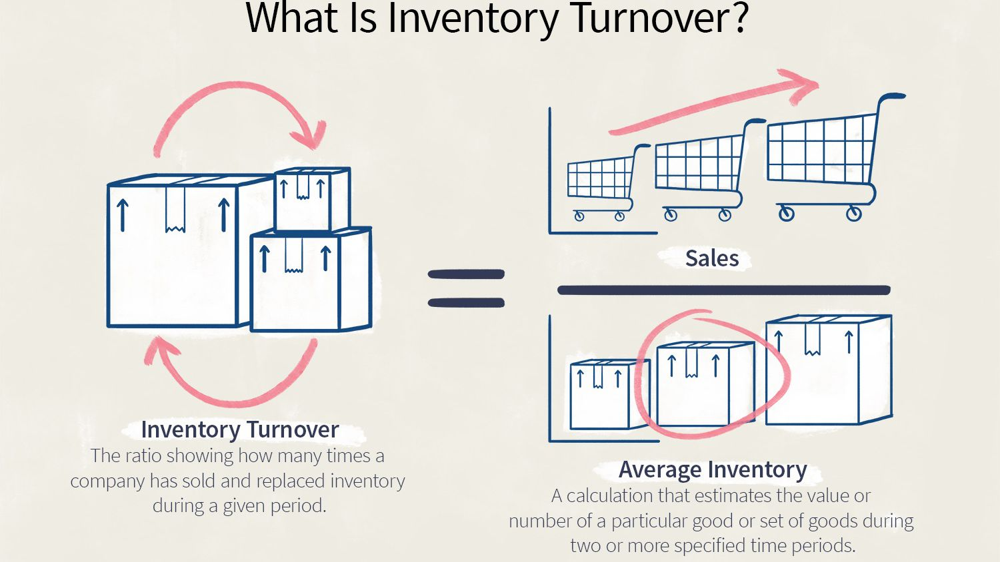 What Is Inventory Turnover?
Sales
Inventory Turnover
The ratio showing how many times a
company has sold and replaced inventory
during a given period.
Average Inventory
A calculation that estimates the value or
number of a particular good or set of goods during
two or more specified time periods.